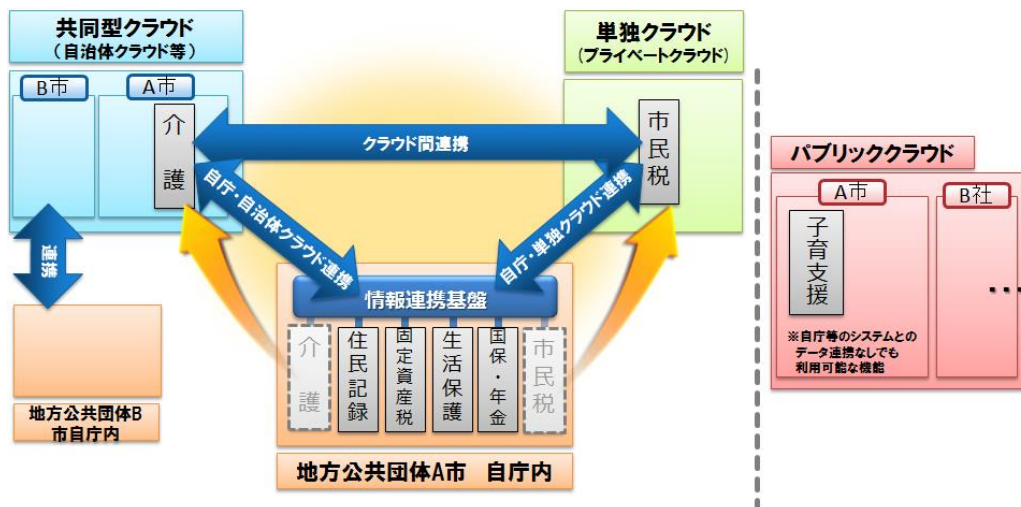 共同型クラウド
（自治体クラウド等）
B市
A市
介護
単独クラウド
(プライベートクラウド)
市民税
クラウド間連携
自庁・自治体クラウド連携
自庁・単独クラウド連携
連携
情報連携基盤
介護
住民記録
固定資産税
生活保護
国保・年金
市民税
地方公共団体B
市自庁内
地方公共団体A市　自庁内
パブリッククラウド
A市
B社
子育支援
…
※自庁等のシステムとの
データ連携なしでも
利用可能な機能